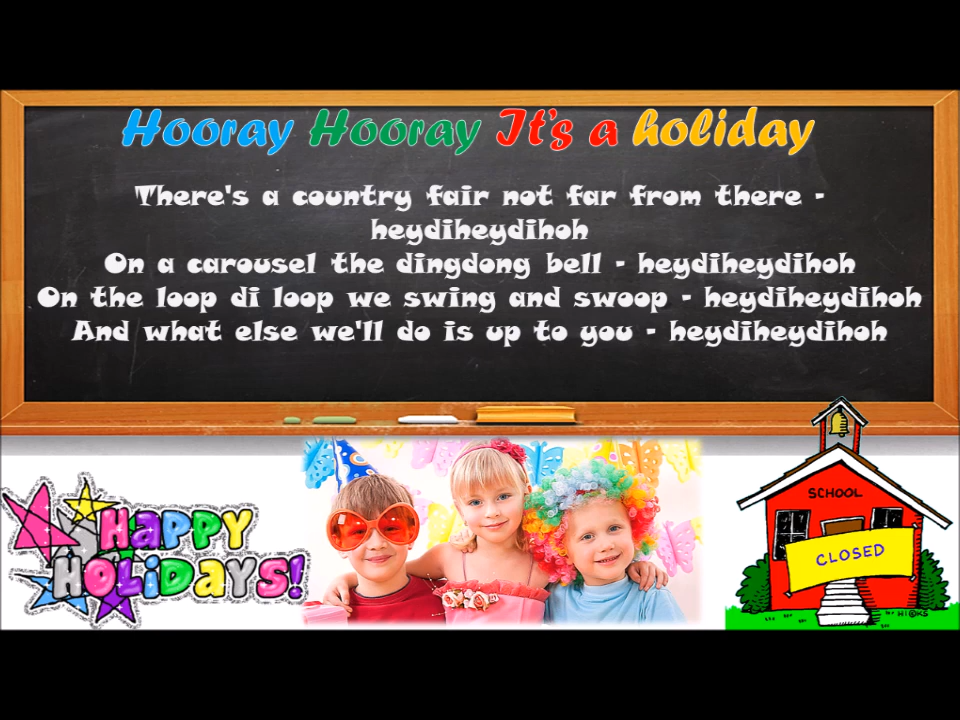 Hooray Hooray It's a holiday
There's a country fair not far from there -
heydiheydihoh
On a carousel the dingdong bell - heydiheydihoh
On the loop di loop we swing and swoop - heydiheydihoh
And what else we'll do is up to you - heydiheydihoh
HAPPY
HOLIDAYS!
SCHOOL
CLOSED